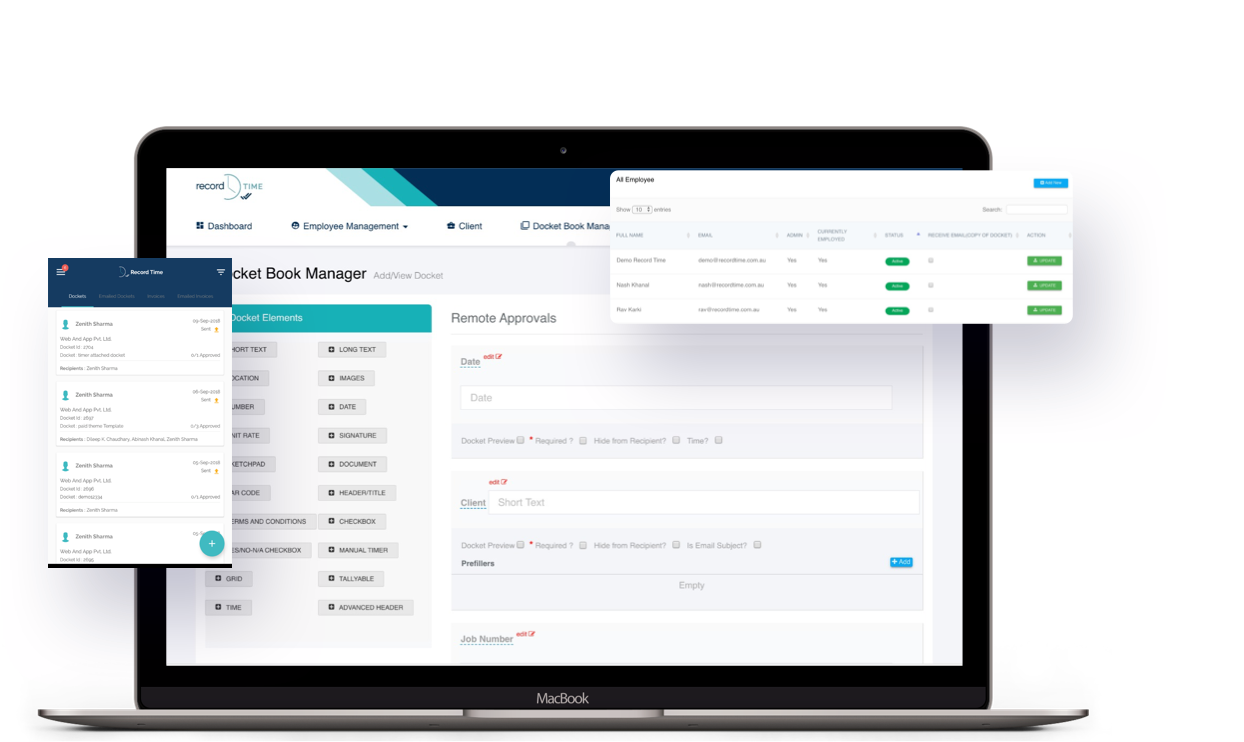 record TIME
Dashboard
Employee Management
Client
Docket Book Mana
cket Book Manager Add/View Docket
All Employee
Add New
Show 10 entries
Search:
FULL NAME EMAIL ADMIN CURRENTLY EMPLOYED STATUS RECEIVE EMAIL(COPY OF DOCKET) ACTION
Demo Record Time demo@recordtime.com.au Yes Yes Active UPDATE
Nash Khanal nash@recordtime.com.au Yes Yes Active UPDATE
Rav Karki rav@recordtime.com.au Yes Yes Active UPDATE
Record Time
Dockets Emailed Dockets Invoices Emailed Invoices
Zenith Sharma 09-Sep-2018
Sent
Web And App Pvt. Ltd.
Docket Id : 2704
Docket : timer attached docket 0/1 Approved
Recipients : Zenith Sharma
Zenith Sharma 06-Sep-2018
Sent
Web And App Pvt. Ltd.
Docket Id : 2697
Docket : paid theme Template 0/3 Approved
Recipients : Dileep K. Chaudhary, Abinash Khanal, Zenith Sharma
Zenith Sharma 05-Sep-2018
Sent
Web And App Pvt. Ltd.
Docket Id : 2696
Docket : demo12334 0/1 Approved
Recipients : Zenith Sharma
Zenith Sharma 05-S
Web And App Pvt. Ltd.
Docket Id : 2695
+
Docket Elements
HORT TEXT LONG TEXT
OCATION IMAGES
UMBER DATE
NIT RATE SIGNATURE
KETCHPAD DOCUMENT
AR CODE HEADER/TITLE
ERMS AND CONDITIONS CHECKBOX
ES/NO-N/A CHECKBOX MANUAL TIMER
GRID TALLYABLE
TIME ADVANCED HEADER
Remote Approvals
Date edit
Date
Docket Preview * Required ? Hide from Recipient? Time?
edit
Client Short Text
Docket Preview * Required ? Hide from Recipient? Is Email Subject?
Prefillers + Add
Empty
Job Number edit
MacBook